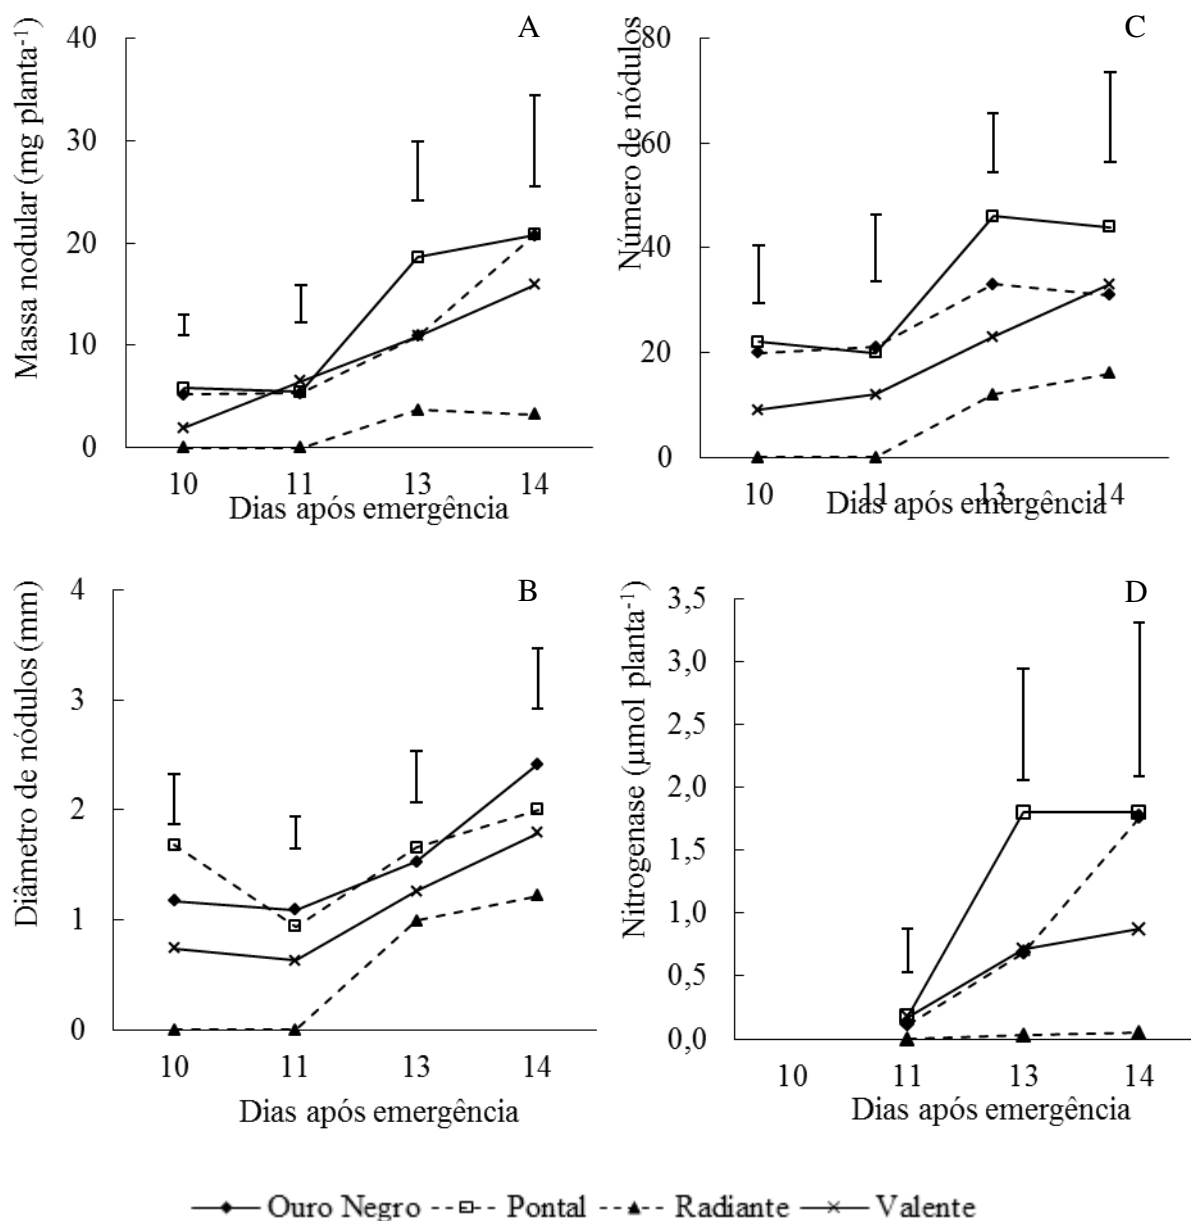 A
Massa nodular (mg planta⁻¹)
40
30
20
10
0
10 11 13 14
Dias após emergência
C
Número de nódulos
80
60
40
20
0
10 11 13 14
Dias após emergência
B
Diâmetro de nódulos (mm)
4
3
2
1
0
10 11 13 14
Dias após emergência
D
Nitrogenase (µmol planta⁻¹)
3,5
3,0
2,5
2,0
1,5
1,0
0,5
0,0
10 11 13 14
Dias após emergência
Ouro Negro Pontal Radiante Valente